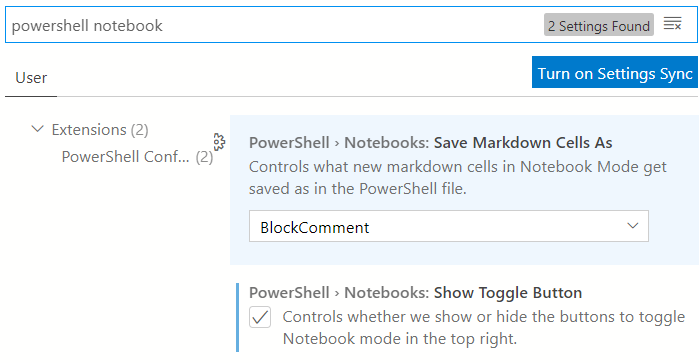 powershell notebook
2 Settings Found
User
Turn on Settings Sync
Extensions (2)
PowerShell Conf... (2)
PowerShell › Notebooks: Save Markdown Cells As
Controls what new markdown cells in Notebook Mode get
saved as in the PowerShell file.
BlockComment
PowerShell › Notebooks: Show Toggle Button
Controls whether we show or hide the buttons to toggle
Notebook mode in the top right.